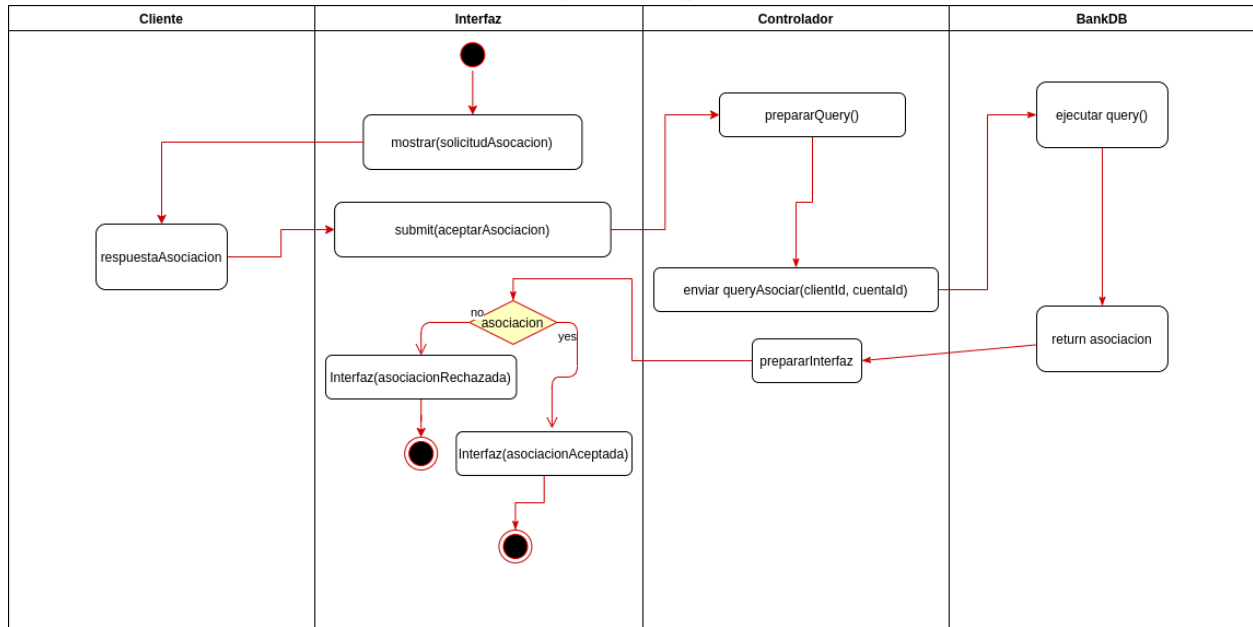 Cliente
Interfaz
Controlador
BankDB
mostrar(solicitudAsocacion)
respuestaAsociacion
submit(aceptarAsociacion)
prepararQuery()
enviar queryAsociar(clientId, cuentaId)
ejecutar query()
return asociacion
prepararInterfaz
asociacion
no
yes
Interfaz(asociacionRechazada)
Interfaz(asociacionAceptada)